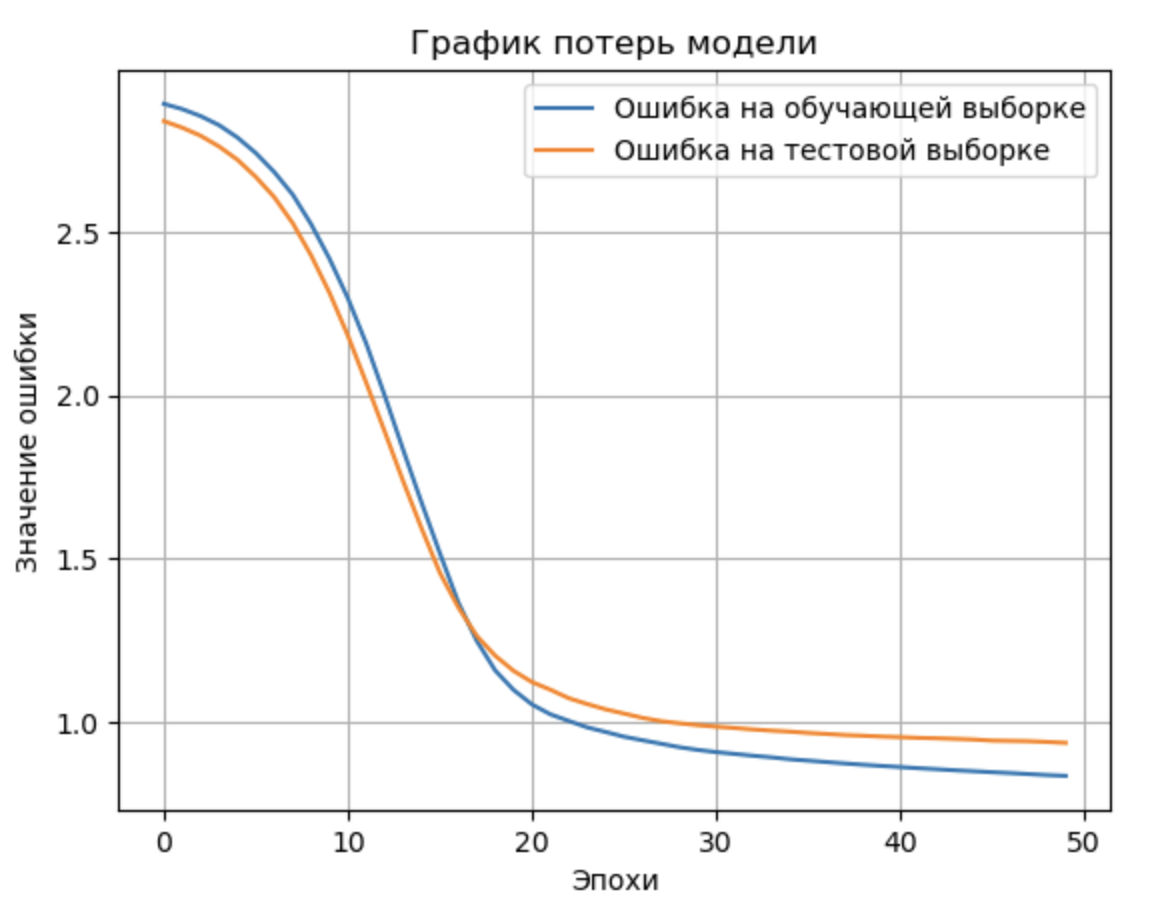 График потерь модели
Ошибка на обучающей выборке
Ошибка на тестовой выборке
Значение ошибки
2.5
2.0
1.5
1.0
0 10 20 30 40 50
Эпохи